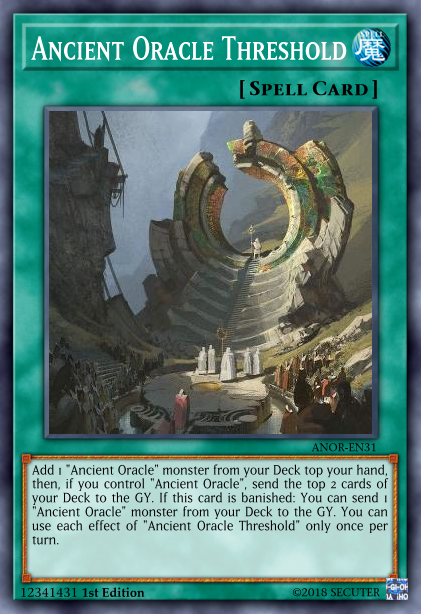 ANCIENT ORACLE THRESHOLD 魔
[ SPELL CARD ]
ANOR-EN31
Add 1 "Ancient Oracle" monster from your Deck top your hand,
then, if you control "Ancient Oracle", send the top 2 cards of
your Deck to the GY. If this card is banished: You can send 1
"Ancient Oracle" monster from your Deck to the GY. You can
use each effect of "Ancient Oracle Threshold" only once per
turn.
12341431 1st Edition ©2018 SECUTER